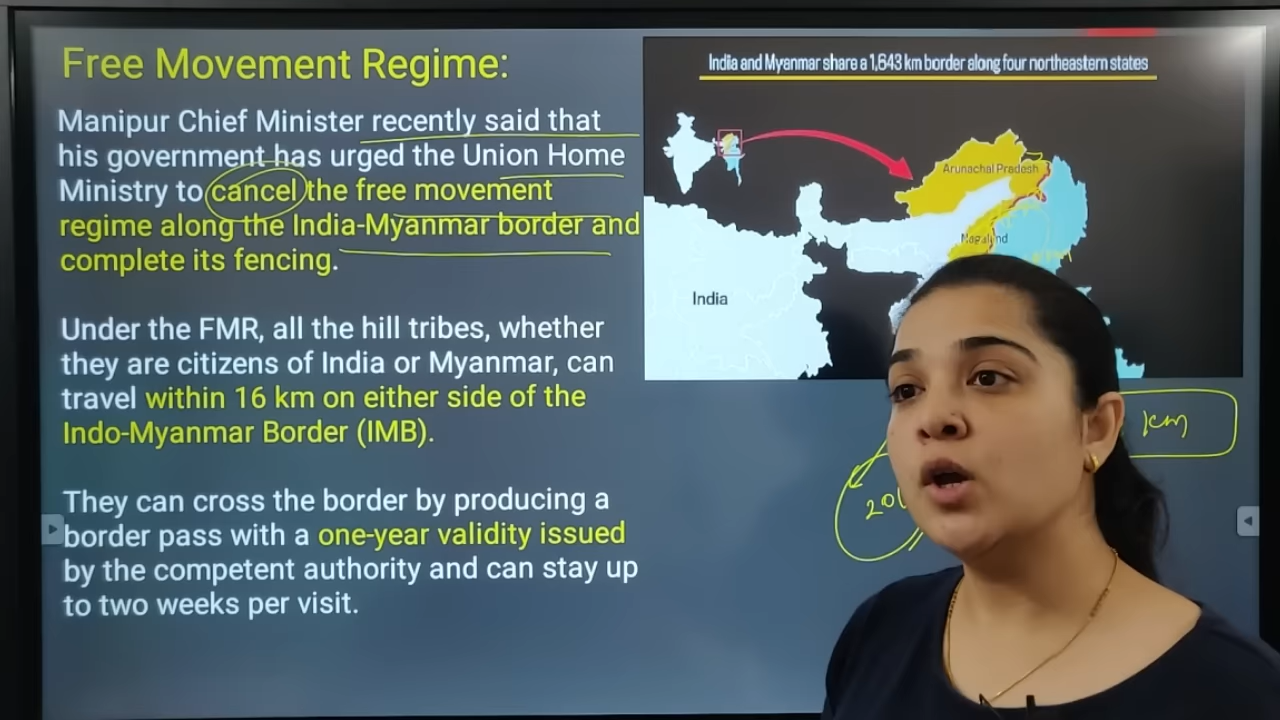 Free Movement Regime:
Manipur Chief Minister recently said that
his government has urged the Union Home
Ministry to cancel the free movement
regime along the India-Myanmar border and
complete its fencing.
Under the FMR, all the hill tribes, whether
they are citizens of India or Myanmar, can
travel within 16 km on either side of the
Indo-Myanmar Border (IMB).
They can cross the border by producing a
border pass with a one-year validity issued
by the competent authority and can stay up
to two weeks per visit.
India and Myanmar share a 1,643 km border along four northeastern states
Arunachal Pradesh
Nagaland
India
km